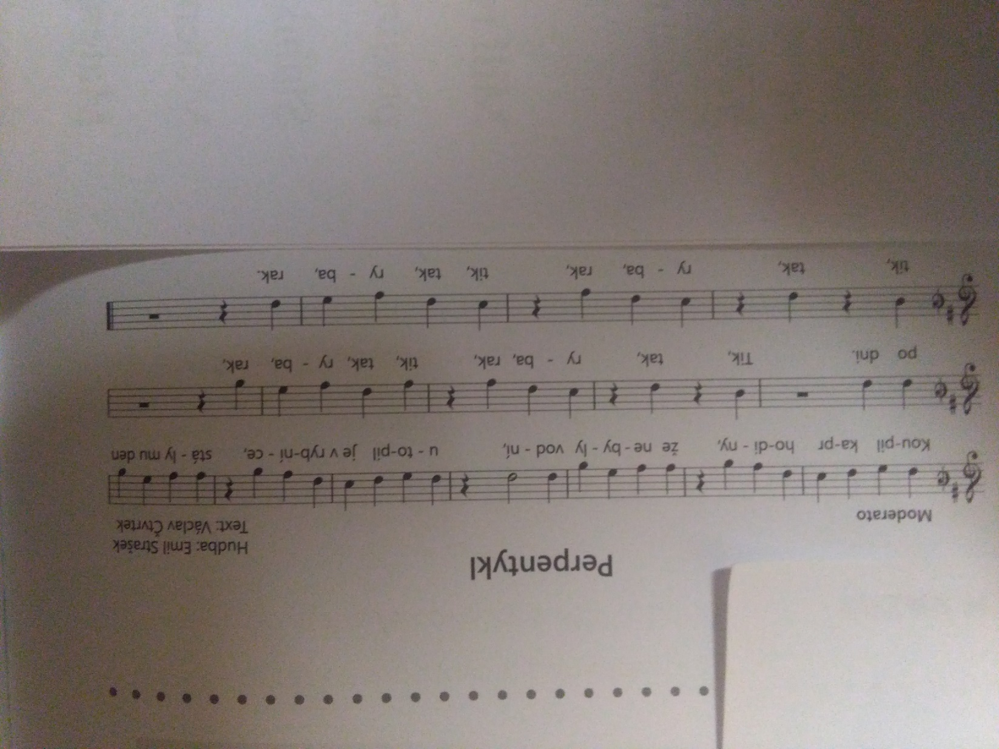 Perpentykl
Hudba: Emil Strašek
Text: Václav Čtvrtek
Moderato
Kou-pil ka-pr ho-di - ny, že ne - by - ly vod - ní, u - to-pil je v ryb-ní - ce, stá - ly mu den
po dni. Tik, tak, ry - ba, rak, tik, tak, ry - ba, rak,
tik, tak, ry - ba, rak, tik, tak, ry - ba, rak.